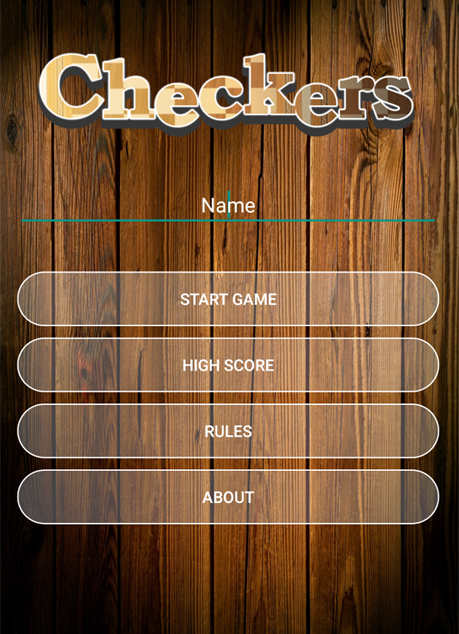 Checkers
Name
START GAME
HIGH SCORE
RULES
ABOUT